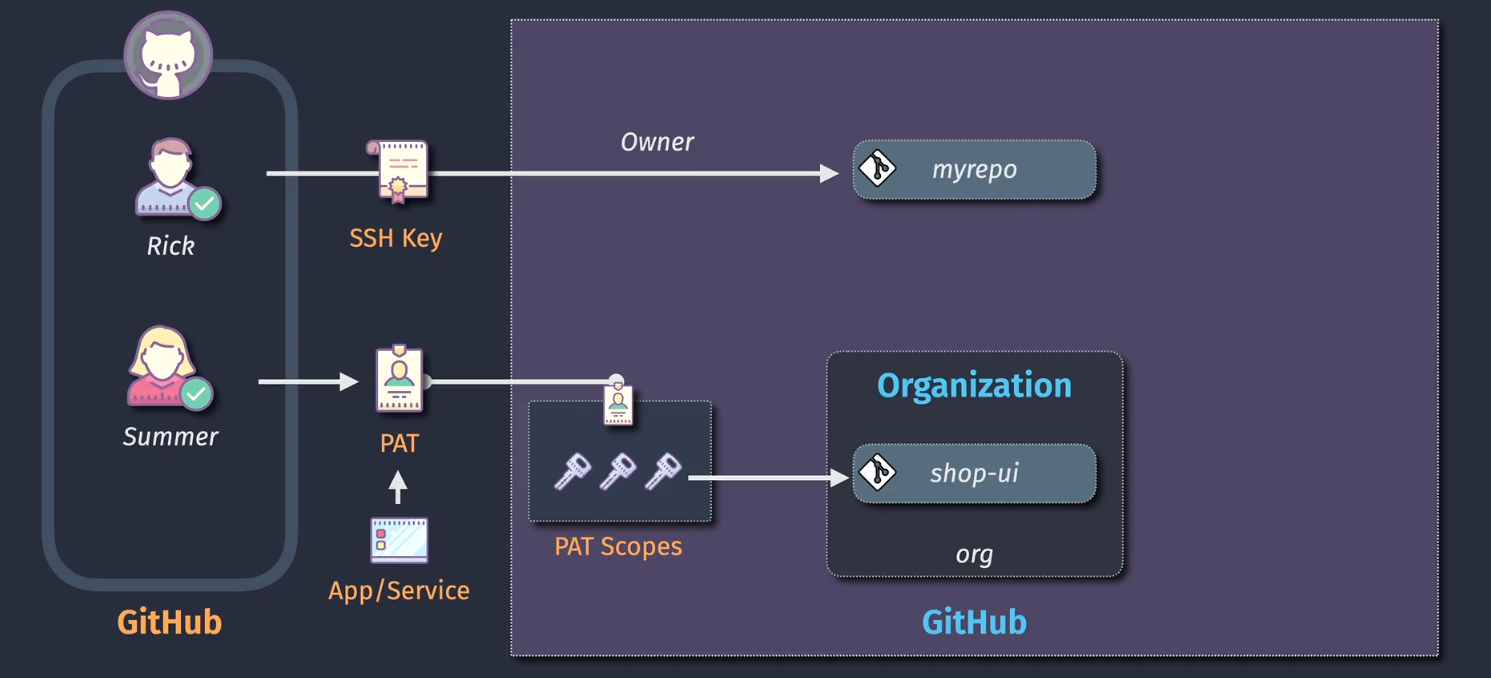 Owner
myrepo
Rick
SSH Key
Organization
Summer
PAT
shop-ui
PAT Scopes
org
App/Service
GitHub
GitHub